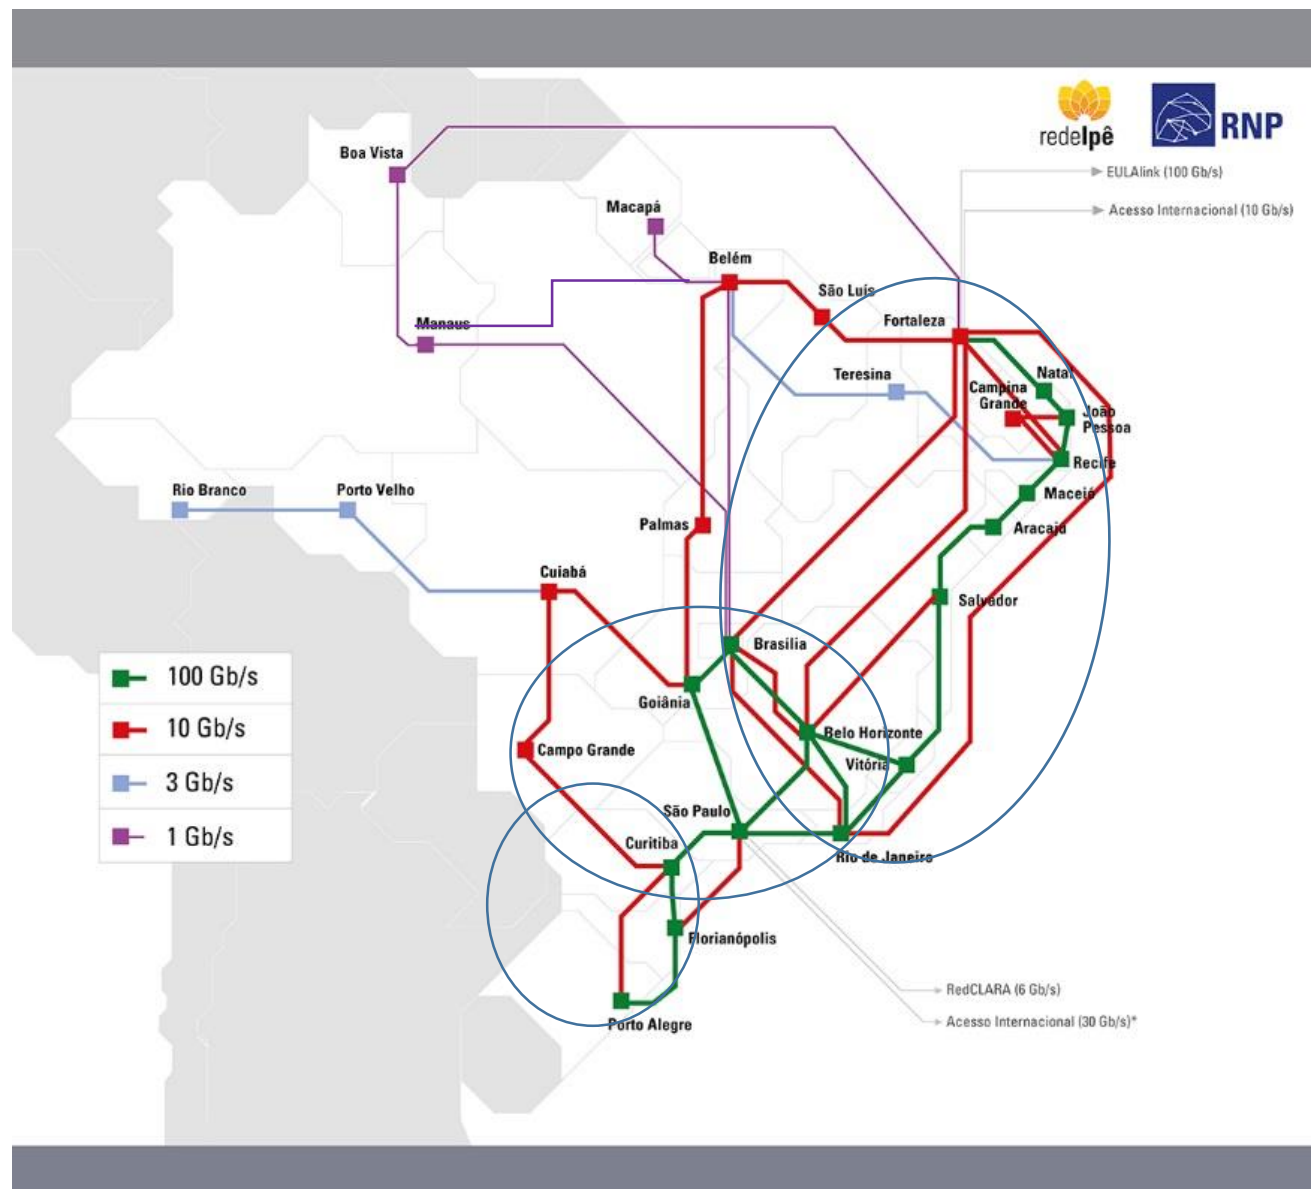 redeIpê
RNP
EULAlink (100 Gb/s)
Acesso Internacional (10 Gb/s)
Boa Vista
Macapá
Belém
São Luís
Fortaleza
Manaus
Teresina
Natal
Campina
Grande
João
Pessoa
Recife
Rio Branco
Porto Velho
Maceió
Palmas
Aracajú
Cuiabá
Salvador
Brasília
100 Gb/s
Goiânia
10 Gb/s
Belo Horizonte
Campo Grande
Vitória
3 Gb/s
São Paulo
1 Gb/s
Curitiba
Rio de Janeiro
Florianópolis
RedCLARA (6 Gb/s)
Porto Alegre
Acesso Internacional (30 Gb/s)*